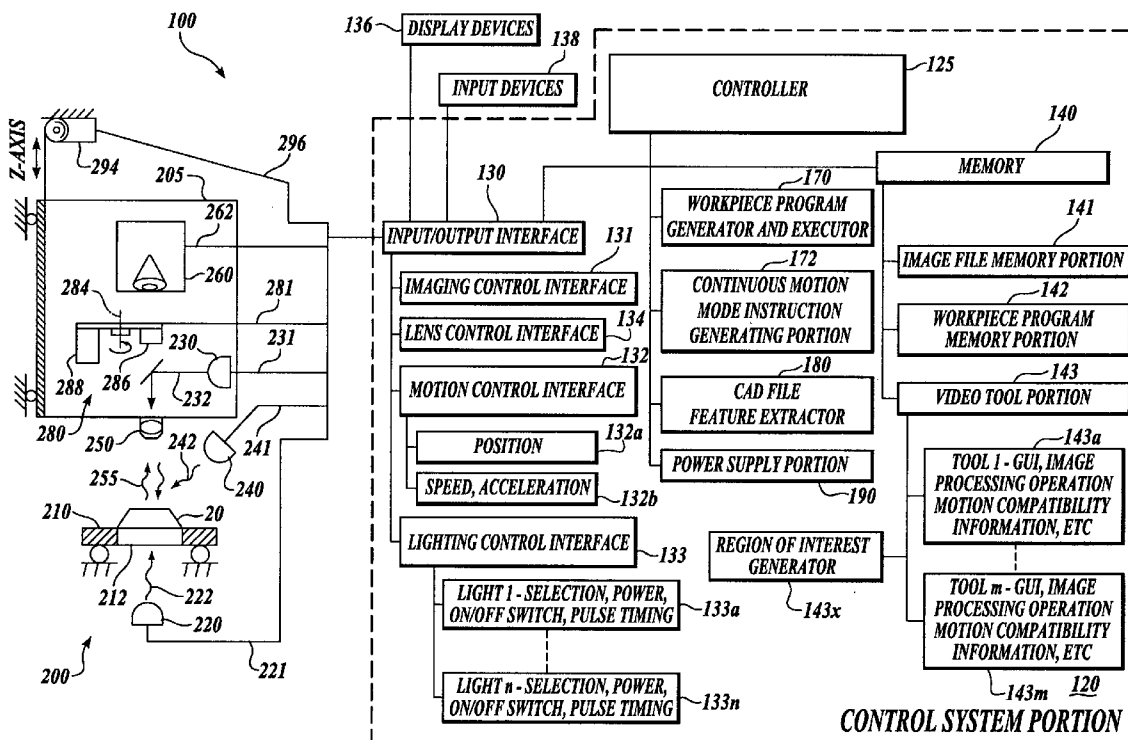 100
136
DISPLAY DEVICES
138
INPUT DEVICES
125
CONTROLLER
Z-AXIS
294
296
205
262
260
284
281
230
231
288
286
232
280
250
242
241
255
240
210
20
212
222
220
221
200
130
INPUT/OUTPUT INTERFACE
131
IMAGING CONTROL INTERFACE
LENS CONTROL INTERFACE
134
132
MOTION CONTROL INTERFACE
POSITION
132a
SPEED, ACCELERATION
132b
LIGHTING CONTROL INTERFACE
133
LIGHT 1 - SELECTION, POWER,
ON/OFF SWITCH, PULSE TIMING
133a
LIGHT n - SELECTION, POWER,
ON/OFF SWITCH, PULSE TIMING
133n
170
WORKPIECE PROGRAM
GENERATOR AND EXECUTOR
172
CONTINUOUS MOTION
MODE INSTRUCTION
GENERATING PORTION
180
CAD FILE
FEATURE EXTRACTOR
POWER SUPPLY PORTION
190
140
MEMORY
141
IMAGE FILE MEMORY PORTION
142
WORKPIECE PROGRAM
MEMORY PORTION
143
VIDEO TOOL PORTION
143a
TOOL 1 - GUI, IMAGE
PROCESSING OPERATION
MOTION COMPATIBILITY
INFORMATION, ETC
REGION OF INTEREST
GENERATOR
143x
TOOL m - GUI, IMAGE
PROCESSING OPERATION
MOTION COMPATIBILITY
INFORMATION, ETC
143m
120
CONTROL SYSTEM PORTION